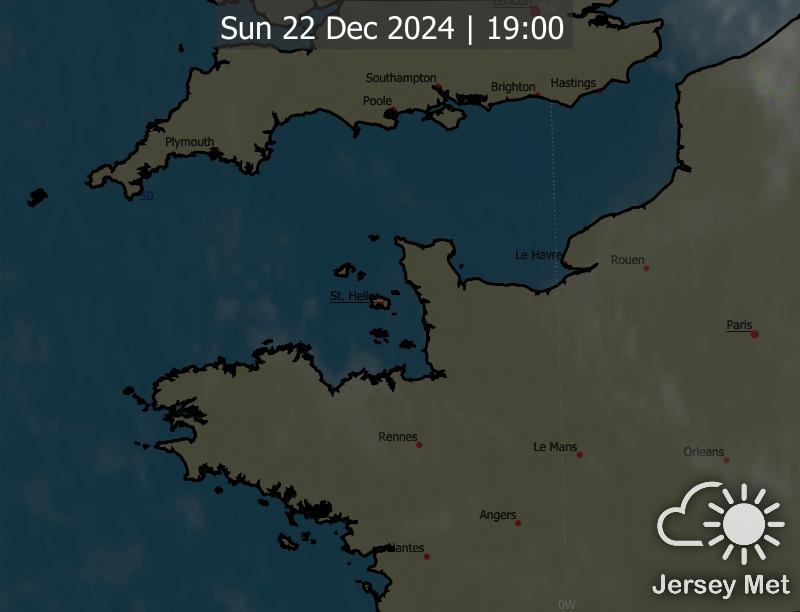 London
0W
Sun 22 Dec 2024 | 19:00
Southampton
Brighton
Hastings
Poole
Plymouth
50
Le Havre
Rouen
St. Helier
Paris
Rennes
Le Mans
Orleans
Angers
Nantes
Jersey Met
0W